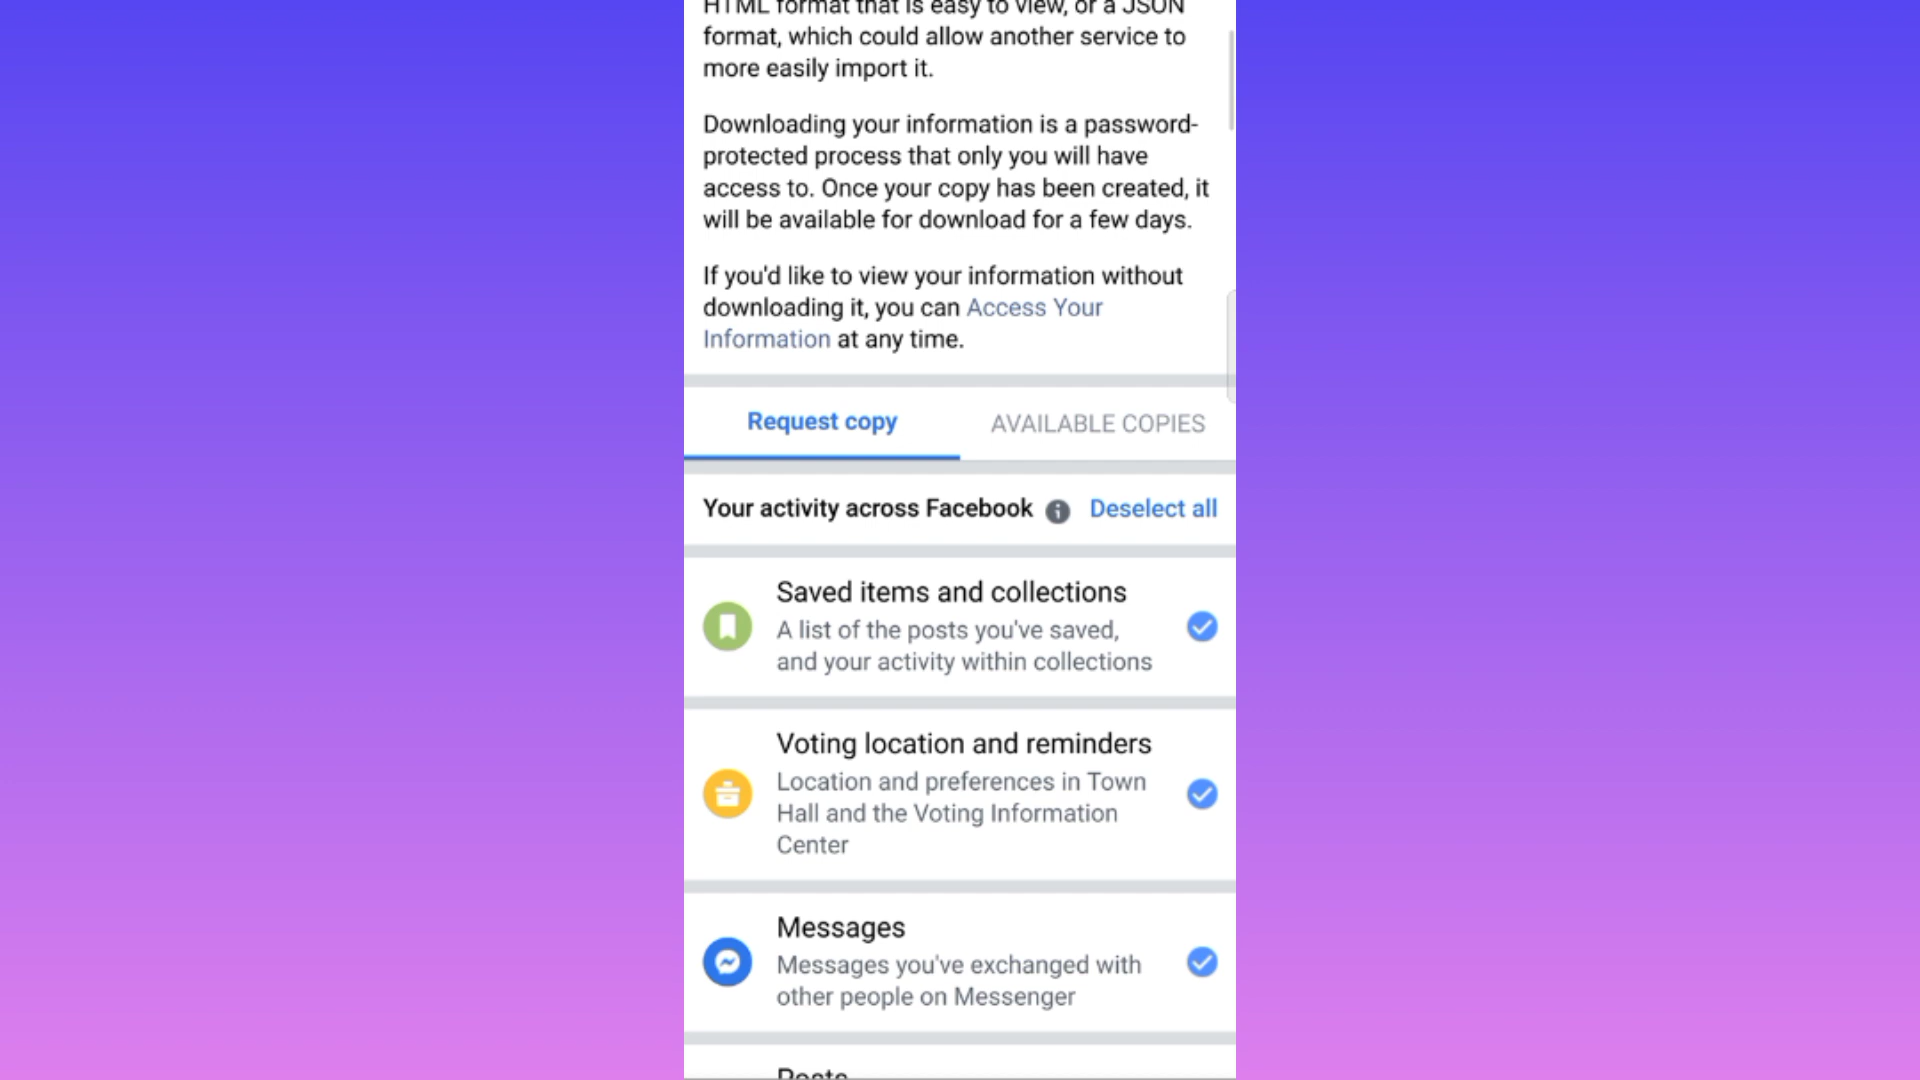 HTML format that is easy to view, or a JSON
format, which could allow another service to
more easily import it.
Downloading your information is a password-
protected process that only you will have
access to. Once your copy has been created, it
will be available for download for a few days.
If you'd like to view your information without
downloading it, you can Access Your
Information at any time.
Request copy AVAILABLE COPIES
Your activity across Facebook Deselect all
Saved items and collections
A list of the posts you've saved,
and your activity within collections
Voting location and reminders
Location and preferences in Town
Hall and the Voting Information
Center
Messages
Messages you've exchanged with
other people on Messenger
Posts